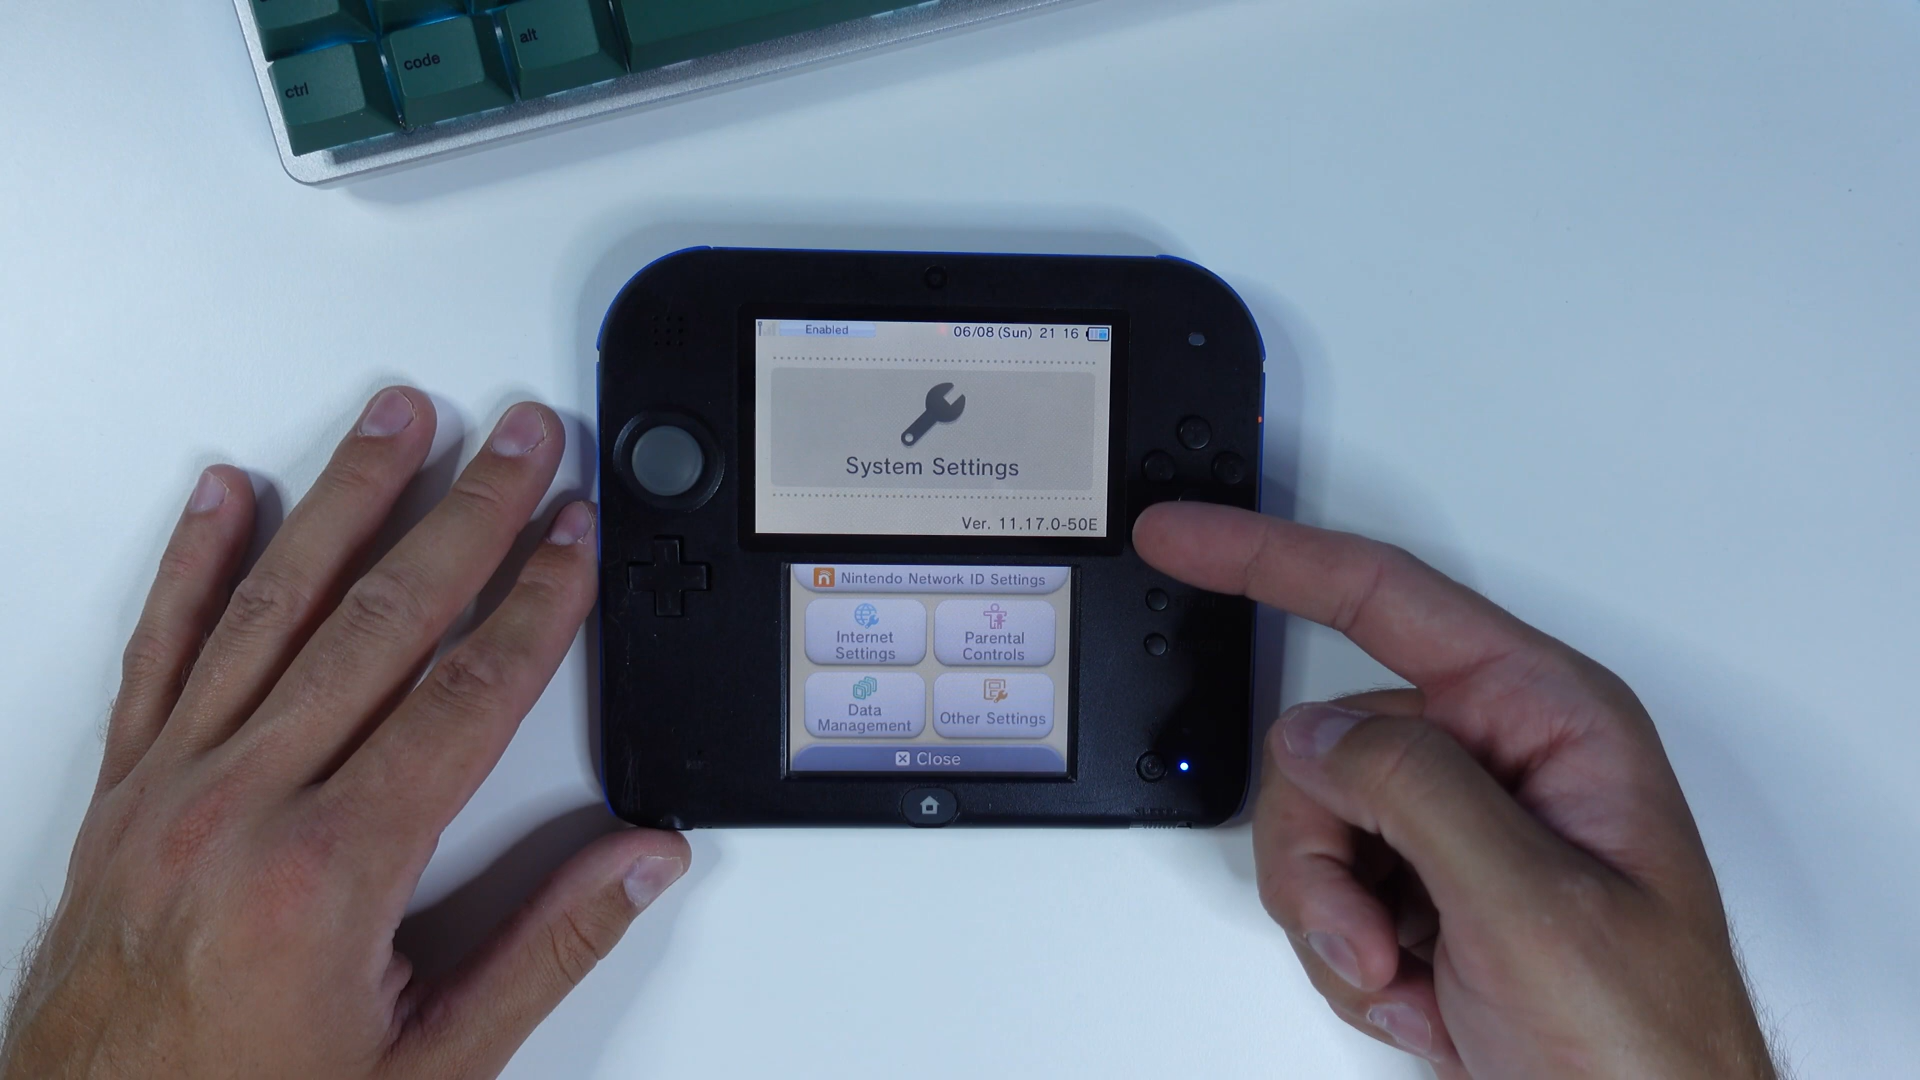 alt
code
ctrl
Enabled
06/08 (Sun) 21 16
System Settings
Ver. 11.17.0-50E
Nintendo Network ID Settings
Internet
Settings
Parental
Controls
Data
Management
Other Settings
Close